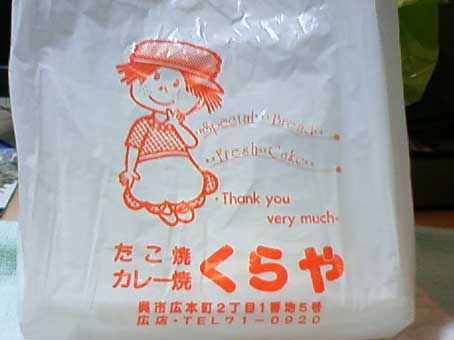 Special Bread
Fresh Cake
Thank you
very much
たこ焼
カレー焼
くらや
呉市広本町2丁目1番地5号
広店・TEL71-0920